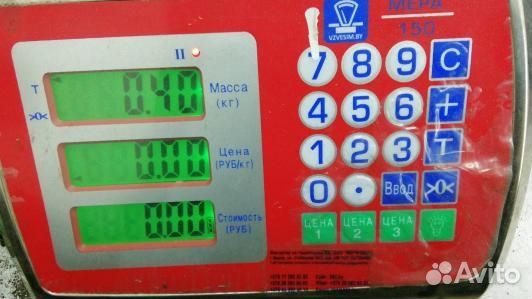 МЕРА
150
VZVESIM.BY
II
Т
>0<
0.40
Масса
(КГ)
0.00
Цена
(РУБ/КГ)
0.00
Стоимость
(РУБ)
7 8 9 C
4 5 6 +
1 2 3 T
0 • Ввод >0<
ЦЕНА 1
ЦЕНА 2
ЦЕНА 3
Avito